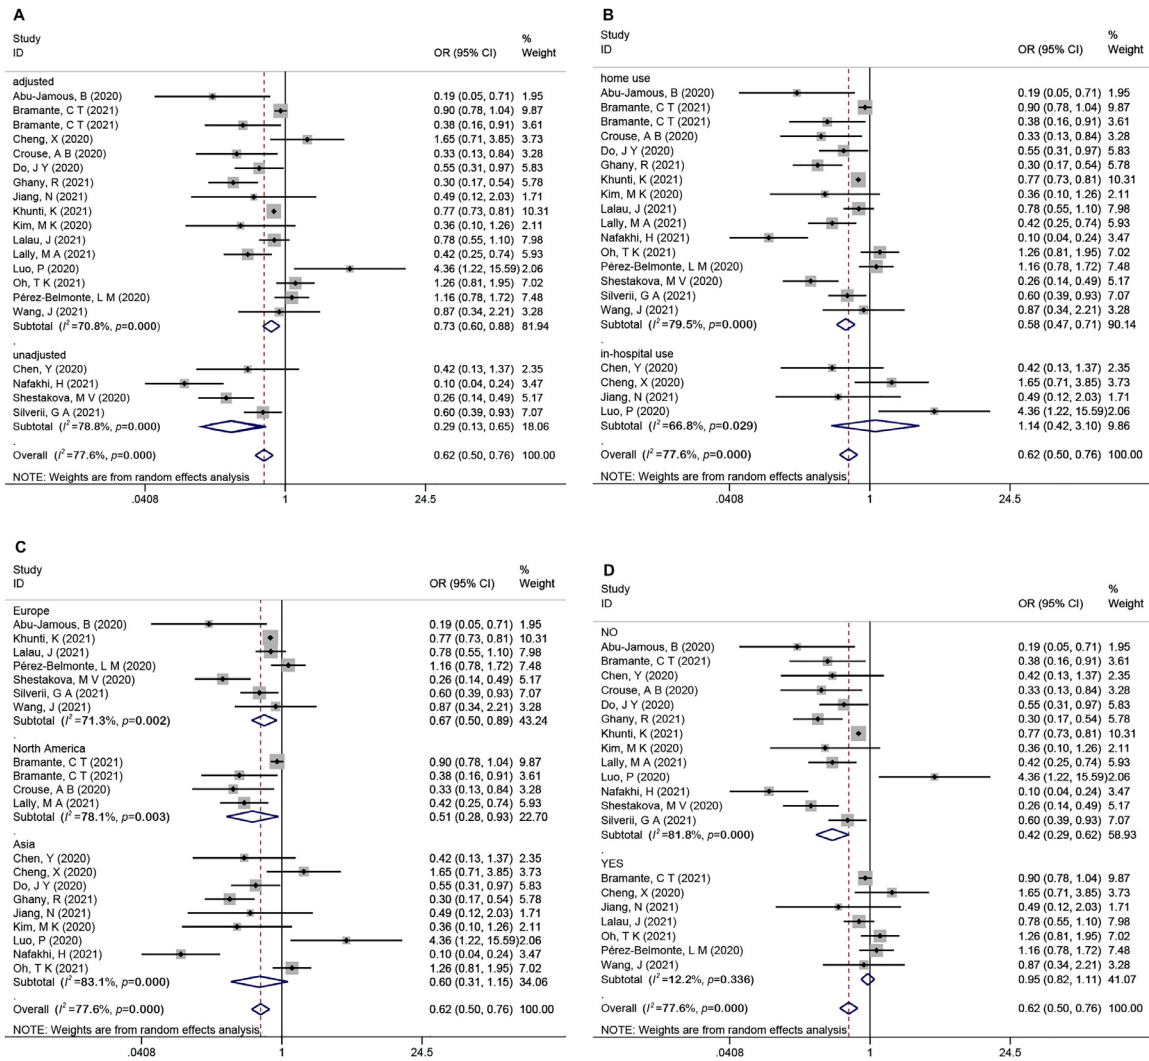 A
Study %
ID OR (95% CI) Weight
adjusted
Abu-Jamous, B (2020) 0.19 (0.05, 0.71) 1.95
Bramante, C T (2021) 0.90 (0.78, 1.04) 9.87
Bramante, C T (2021) 0.38 (0.16, 0.91) 3.61
Cheng, X (2020) 1.65 (0.71, 3.85) 3.73
Crouse, A B (2020) 0.33 (0.13, 0.84) 3.28
Do, J Y (2020) 0.55 (0.31, 0.97) 5.83
Ghany, R (2021) 0.30 (0.17, 0.54) 5.78
Jiang, N (2021) 0.49 (0.12, 2.03) 1.71
Khunti, K (2021) 0.77 (0.73, 0.81) 10.31
Kim, M K (2020) 0.36 (0.10, 1.26) 2.11
Lalau, J (2021) 0.78 (0.55, 1.10) 7.98
Lally, M A (2021) 0.42 (0.25, 0.74) 5.93
Luo, P (2020) 4.36 (1.22, 15.59) 2.06
Oh, T K (2021) 1.26 (0.81, 1.95) 7.02
Pérez-Belmonte, L M (2020) 1.16 (0.78, 1.72) 7.48
Wang, J (2021) 0.87 (0.34, 2.21) 3.28
Subtotal (I² =70.8%, p=0.000) 0.73 (0.60, 0.88) 81.94
.
unadjusted
Chen, Y (2020) 0.42 (0.13, 1.37) 2.35
Nafakhi, H (2021) 0.10 (0.04, 0.24) 3.47
Shestakova, M V (2020) 0.26 (0.14, 0.49) 5.17
Silverii, G A (2021) 0.60 (0.39, 0.93) 7.07
Subtotal (I² =78.8%, p=0.000) 0.29 (0.13, 0.65) 18.06
.
Overall (I² =77.6%, p=0.000) 0.62 (0.50, 0.76) 100.00
NOTE: Weights are from random effects analysis
.0408 1 24.5
B
Study %
ID OR (95% CI) Weight
home use
Abu-Jamous, B (2020) 0.19 (0.05, 0.71) 1.95
Bramante, C T (2021) 0.90 (0.78, 1.04) 9.87
Bramante, C T (2021) 0.38 (0.16, 0.91) 3.61
Crouse, A B (2020) 0.33 (0.13, 0.84) 3.28
Do, J Y (2020) 0.55 (0.31, 0.97) 5.83
Ghany, R (2021) 0.30 (0.17, 0.54) 5.78
Khunti, K (2021) 0.77 (0.73, 0.81) 10.31
Kim, M K (2020) 0.36 (0.10, 1.26) 2.11
Lalau, J (2021) 0.78 (0.55, 1.10) 7.98
Lally, M A (2021) 0.42 (0.25, 0.74) 5.93
Nafakhi, H (2021) 0.10 (0.04, 0.24) 3.47
Oh, T K (2021) 1.26 (0.81, 1.95) 7.02
Pérez-Belmonte, L M (2020) 1.16 (0.78, 1.72) 7.48
Shestakova, M V (2020) 0.26 (0.14, 0.49) 5.17
Silverii, G A (2021) 0.60 (0.39, 0.93) 7.07
Wang, J (2021) 0.87 (0.34, 2.21) 3.28
Subtotal (I² =79.5%, p=0.000) 0.58 (0.47, 0.71) 90.14
.
in-hospital use
Chen, Y (2020) 0.42 (0.13, 1.37) 2.35
Cheng, X (2020) 1.65 (0.71, 3.85) 3.73
Jiang, N (2021) 0.49 (0.12, 2.03) 1.71
Luo, P (2020) 4.36 (1.22, 15.59)2.06
Subtotal (I² =66.8%, p=0.029) 1.14 (0.42, 3.10) 9.86
.
Overall (I² =77.6%, p=0.000) 0.62 (0.50, 0.76) 100.00
NOTE: Weights are from random effects analysis
.0408 1 24.5
C
Study %
ID OR (95% CI) Weight
Europe
Abu-Jamous, B (2020) 0.19 (0.05, 0.71) 1.95
Khunti, K (2021) 0.77 (0.73, 0.81) 10.31
Lalau, J (2021) 0.78 (0.55, 1.10) 7.98
Pérez-Belmonte, L M (2020) 1.16 (0.78, 1.72) 7.48
Shestakova, M V (2020) 0.26 (0.14, 0.49) 5.17
Silverii, G A (2021) 0.60 (0.39, 0.93) 7.07
Wang, J (2021) 0.87 (0.34, 2.21) 3.28
Subtotal (I² =71.3%, p=0.002) 0.67 (0.50, 0.89) 43.24
.
North America
Bramante, C T (2021) 0.90 (0.78, 1.04) 9.87
Bramante, C T (2021) 0.38 (0.16, 0.91) 3.61
Crouse, A B (2020) 0.33 (0.13, 0.84) 3.28
Lally, M A (2021) 0.42 (0.25, 0.74) 5.93
Subtotal (I² =78.1%, p=0.003) 0.51 (0.28, 0.93) 22.70
.
Asia
Chen, Y (2020) 0.42 (0.13, 1.37) 2.35
Cheng, X (2020) 1.65 (0.71, 3.85) 3.73
Do, J Y (2020) 0.55 (0.31, 0.97) 5.83
Ghany, R (2021) 0.30 (0.17, 0.54) 5.78
Jiang, N (2021) 0.49 (0.12, 2.03) 1.71
Kim, M K (2020) 0.36 (0.10, 1.26) 2.11
Luo, P (2020) 4.36 (1.22, 15.59)2.06
Nafakhi, H (2021) 0.10 (0.04, 0.24) 3.47
Oh, T K (2021) 1.26 (0.81, 1.95) 7.02
Subtotal (I² =83.1%, p=0.000) 0.60 (0.31, 1.15) 34.06
.
Overall (I² =77.6%, p=0.000) 0.62 (0.50, 0.76) 100.00
NOTE: Weights are from random effects analysis
.0408 1 24.5
D
Study %
ID OR (95% CI) Weight
NO
Abu-Jamous, B (2020) 0.19 (0.05, 0.71) 1.95
Bramante, C T (2021) 0.38 (0.16, 0.91) 3.61
Chen, Y (2020) 0.42 (0.13, 1.37) 2.35
Crouse, A B (2020) 0.33 (0.13, 0.84) 3.28
Do, J Y (2020) 0.55 (0.31, 0.97) 5.83
Ghany, R (2021) 0.30 (0.17, 0.54) 5.78
Khunti, K (2021) 0.77 (0.73, 0.81) 10.31
Kim, M K (2020) 0.36 (0.10, 1.26) 2.11
Lally, M A (2021) 0.42 (0.25, 0.74) 5.93
Luo, P (2020) 4.36 (1.22, 15.59)2.06
Nafakhi, H (2021) 0.10 (0.04, 0.24) 3.47
Shestakova, M V (2020) 0.26 (0.14, 0.49) 5.17
Silverii, G A (2021) 0.60 (0.39, 0.93) 7.07
Subtotal (I² =81.8%, p=0.000) 0.42 (0.29, 0.62) 58.93
.
YES
Bramante, C T (2021) 0.90 (0.78, 1.04) 9.87
Cheng, X (2020) 1.65 (0.71, 3.85) 3.73
Jiang, N (2021) 0.49 (0.12, 2.03) 1.71
Lalau, J (2021) 0.78 (0.55, 1.10) 7.98
Oh, T K (2021) 1.26 (0.81, 1.95) 7.02
Pérez-Belmonte, L M (2020) 1.16 (0.78, 1.72) 7.48
Wang, J (2021) 0.87 (0.34, 2.21) 3.28
Subtotal (I² =12.2%, p=0.336) 0.95 (0.82, 1.11) 41.07
.
Overall (I² =77.6%, p=0.000) 0.62 (0.50, 0.76) 100.00
NOTE: Weights are from random effects analysis
.0408 1 24.5